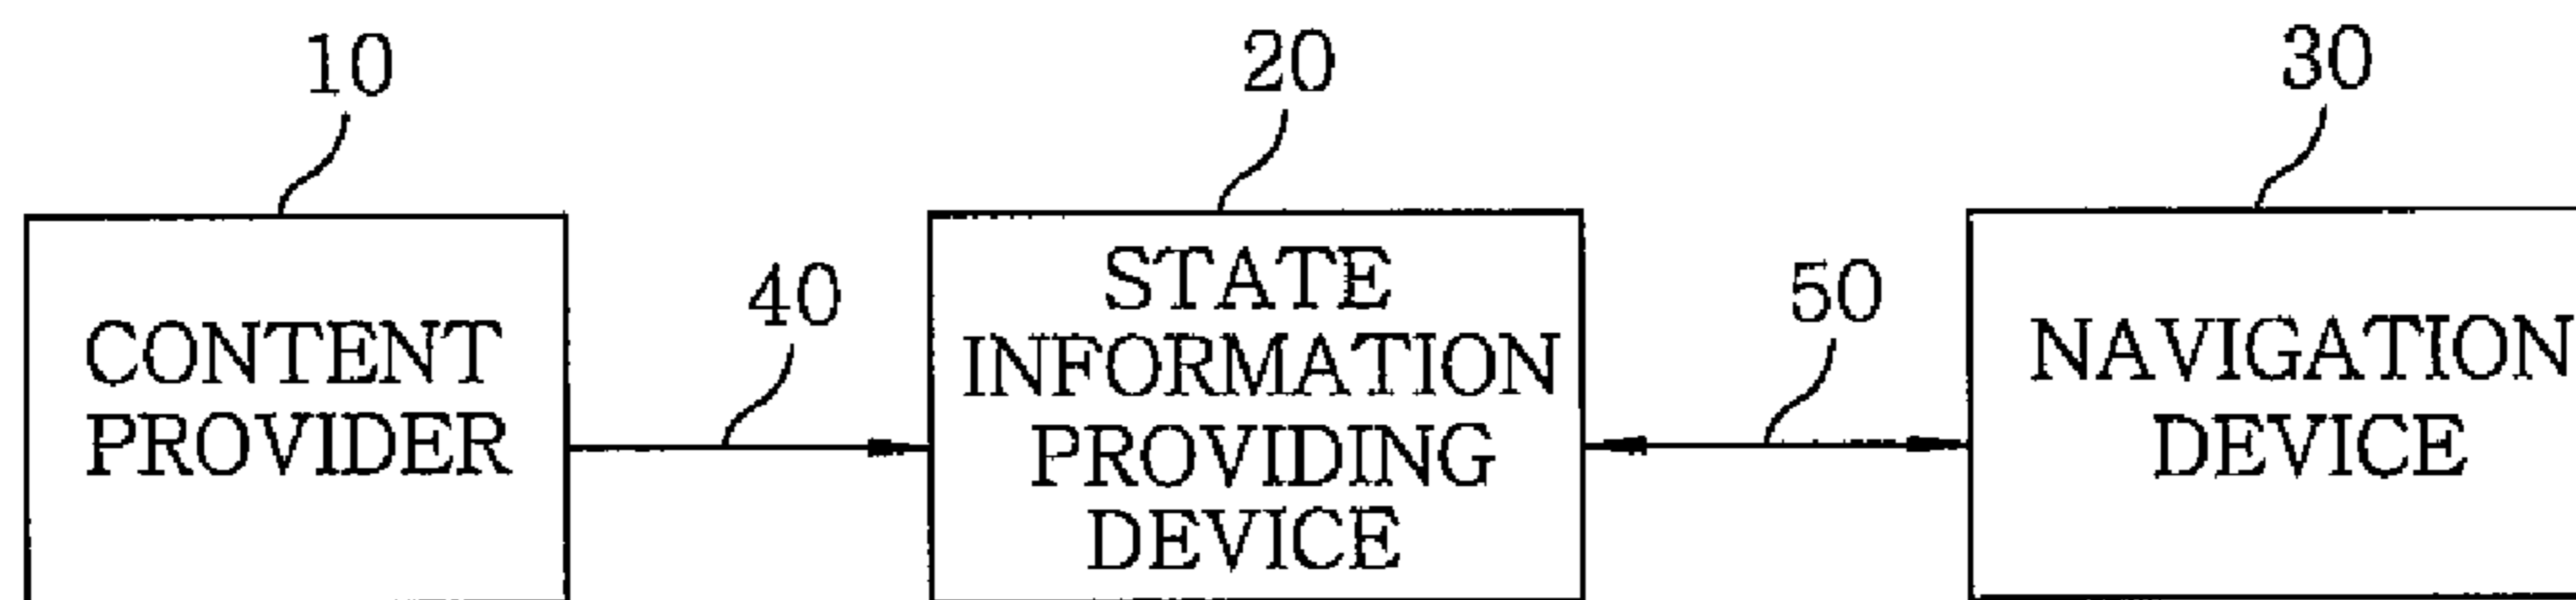 10
20
30
40
50
CONTENT
PROVIDER
STATE
INFORMATION
PROVIDING
DEVICE
NAVIGATION
DEVICE